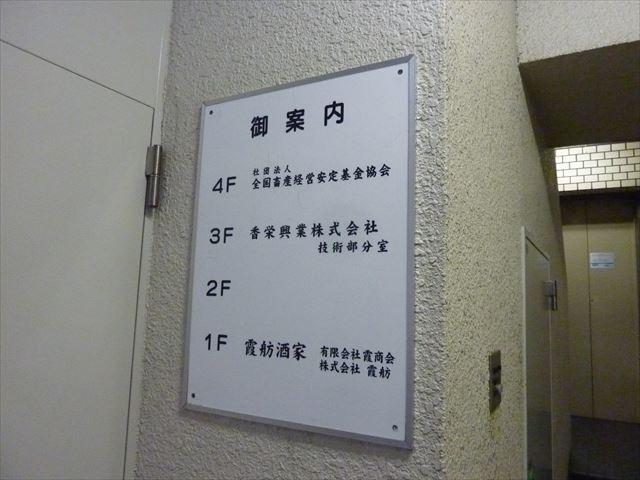 御案内
4F 社団法人
全国畜産経営安定基金協会
3F 香栄興業株式会社
技術部分室
2F
1F 霞舫酒家 有限会社霞商会
株式会社 霞舫